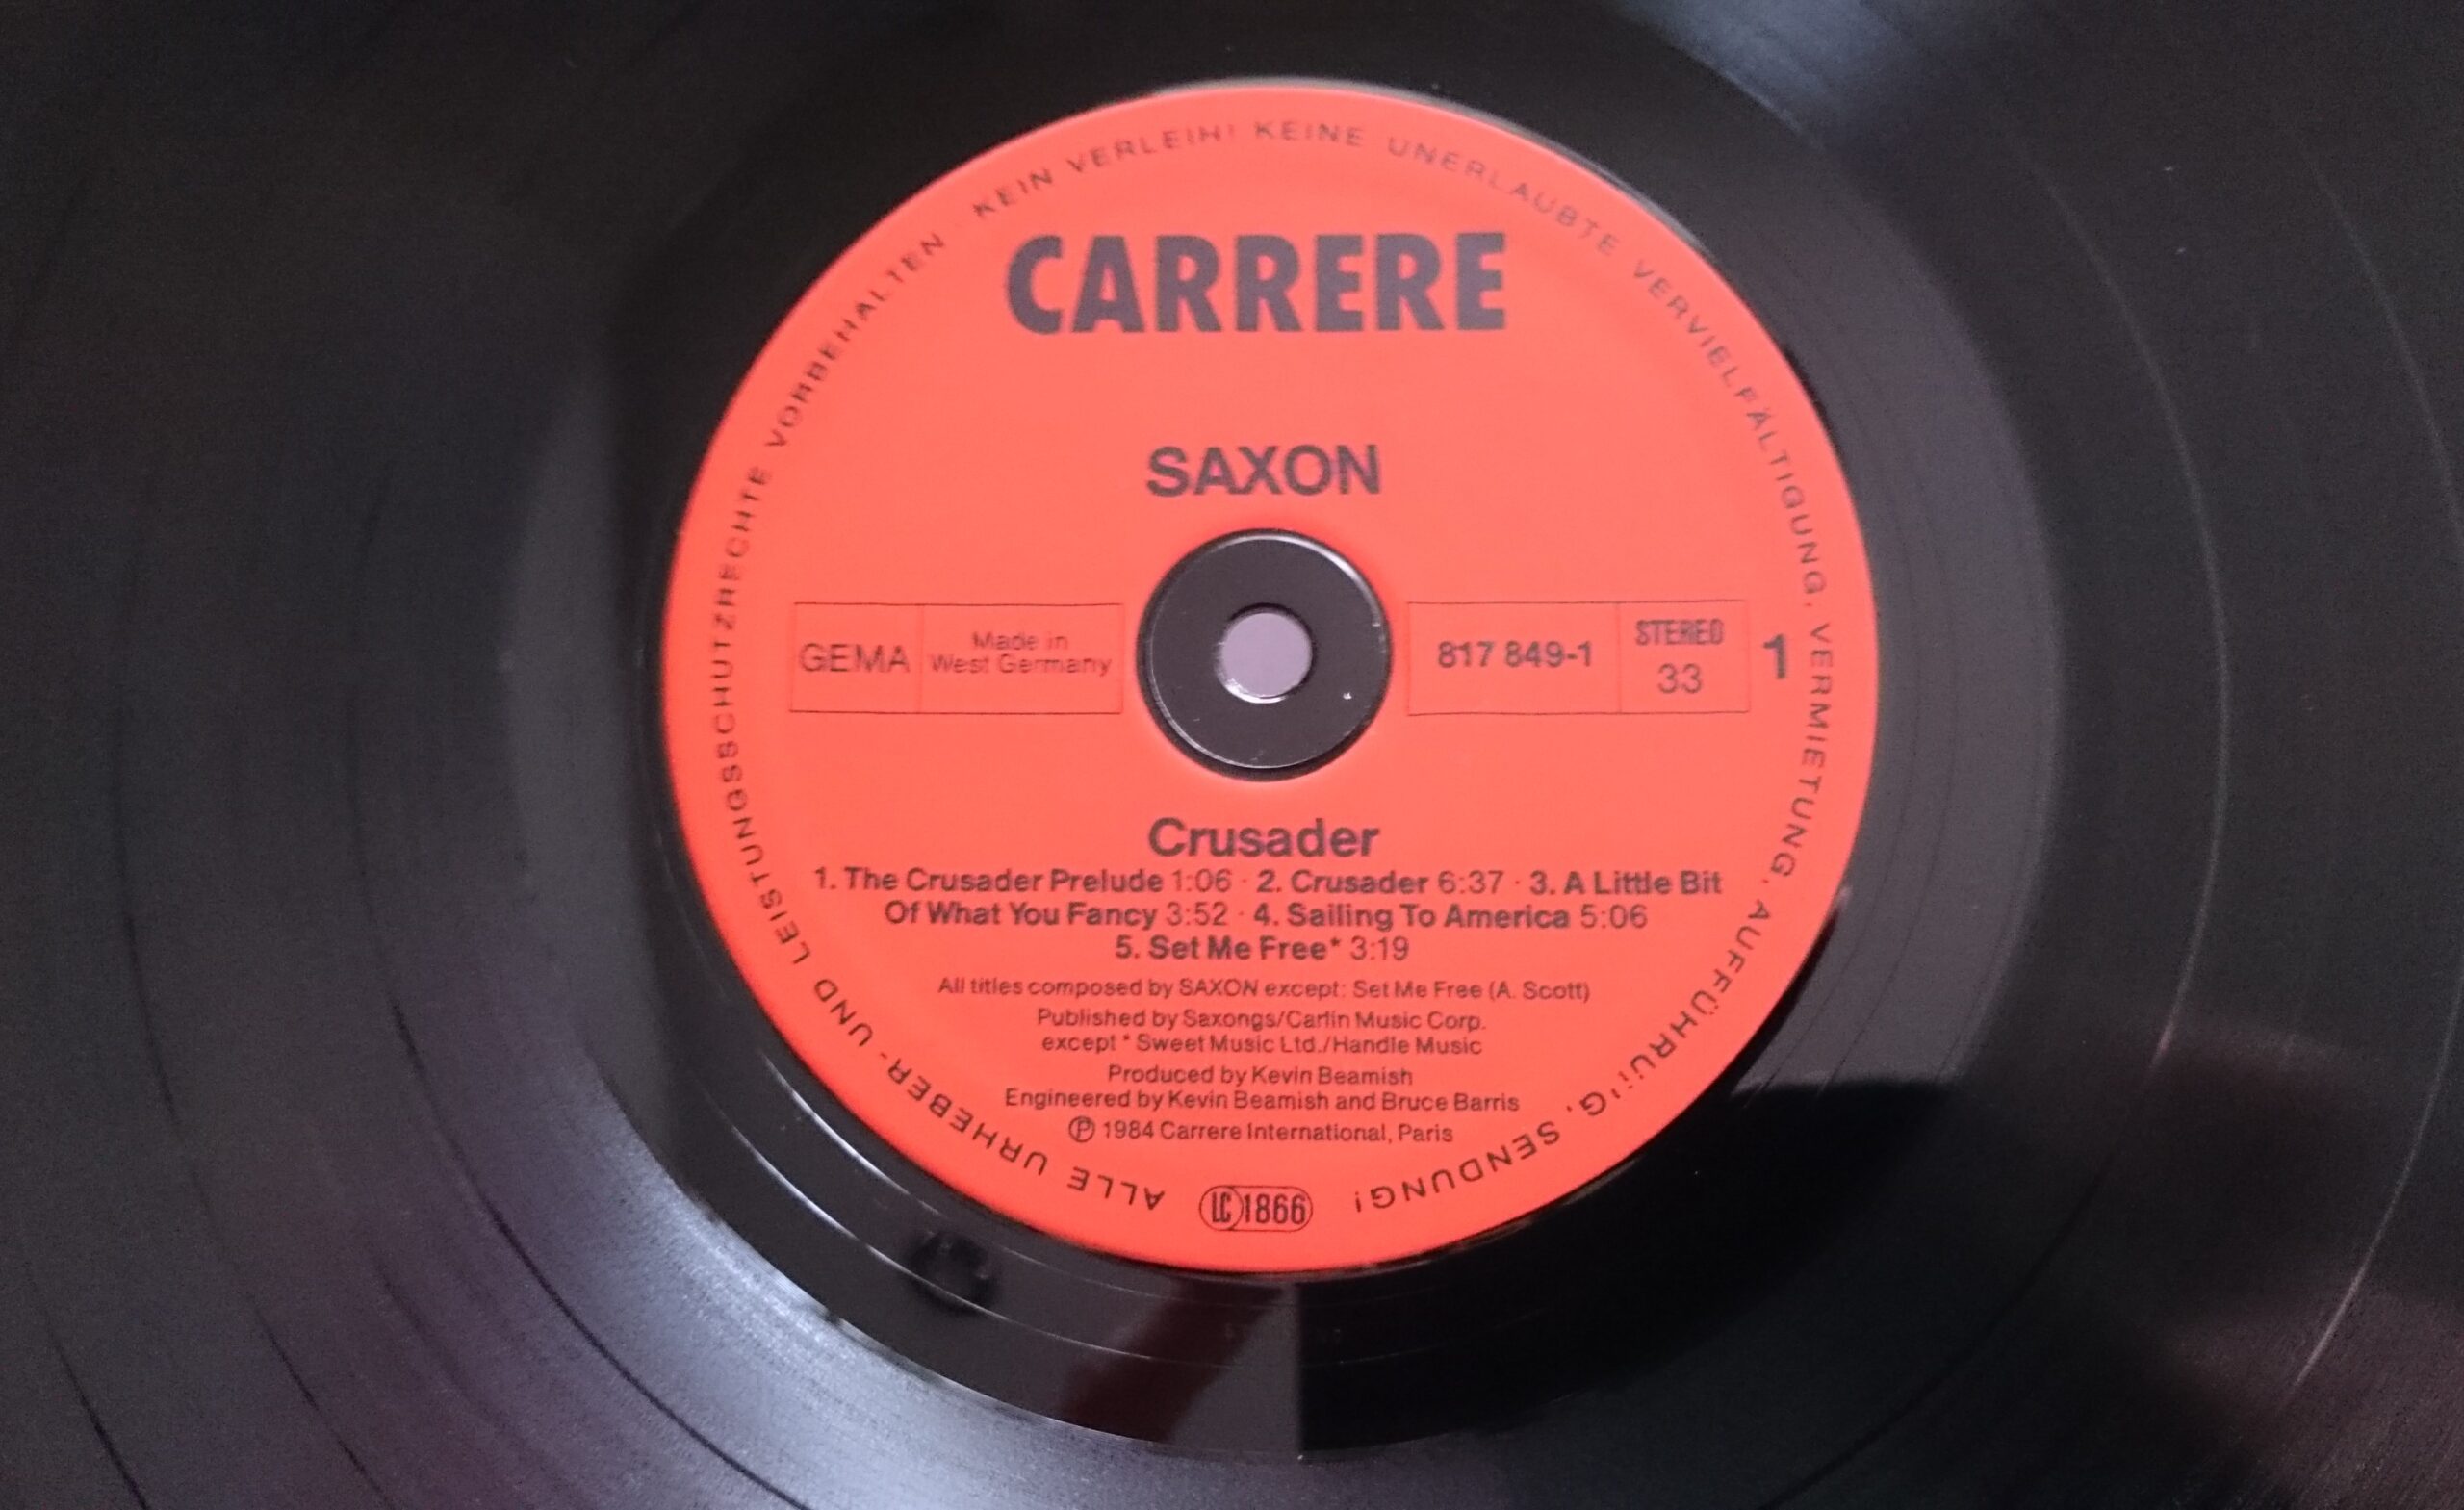 ALLE URHEBER- UND LEISTUNGSSCHUTZRECHTE VORBEHALTEN · KEIN VERLEIH! KEINE UNERLAUBTE VERVIELFÄLTIGUNG, VERMIETUNG, AUFFÜHRUNG, SENDUNG!
CARRERE
SAXON
GEMA
Made in
West Germany
817 849-1
STEREO
33
1
Crusader
1. The Crusader Prelude 1:06 · 2. Crusader 6:37 · 3. A Little Bit
Of What You Fancy 3:52 · 4. Sailing To America 5:06
5. Set Me Free* 3:19
All titles composed by SAXON except: Set Me Free (A. Scott)
Published by Saxongs/Carlin Music Corp.
except * Sweet Music Ltd./Handle Music
Produced by Kevin Beamish
Engineered by Kevin Beamish and Bruce Barris
Ⓟ 1984 Carrere International, Paris
LC 1866